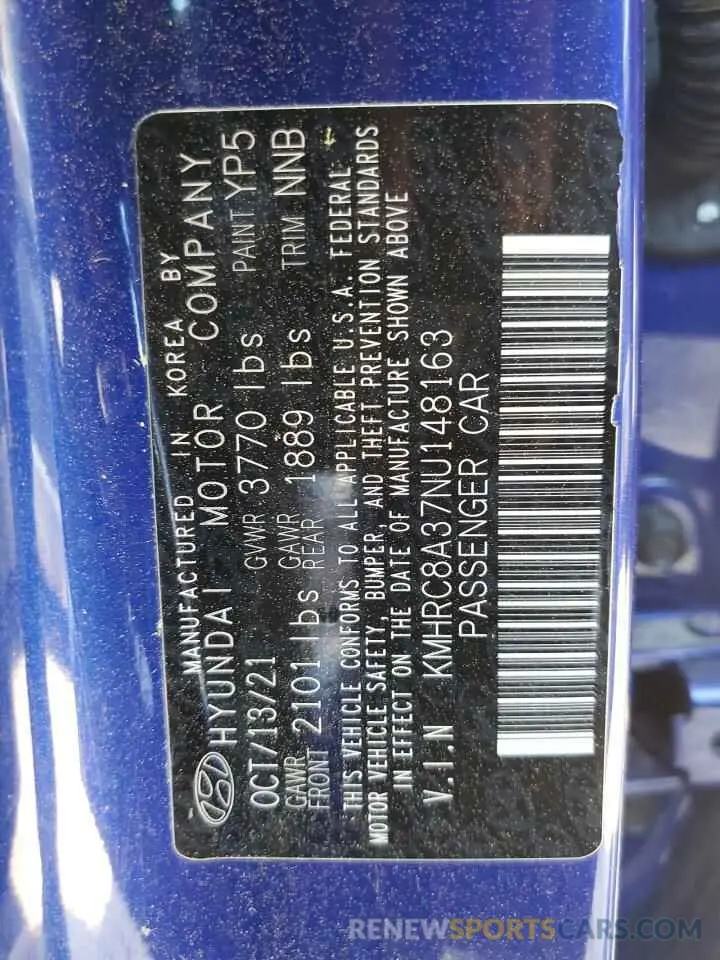 MANUFACTURED IN KOREA BY
HYUNDAI MOTOR COMPANY
OCT/13/21 GVWR 3770 lbs PAINT YP5
GAWR FRONT 2101 lbs GAWR REAR 1889 lbs TRIM NNB
THIS VEHICLE CONFORMS TO ALL APPLICABLE U.S.A. FEDERAL
MOTOR VEHICLE SAFETY, BUMPER, AND THEFT PREVENTION STANDARDS
IN EFFECT ON THE DATE OF MANUFACTURE SHOWN ABOVE
V.I.N KMHRC8A37NU148163
PASSENGER CAR
RENEWSPORTSCARS.COM